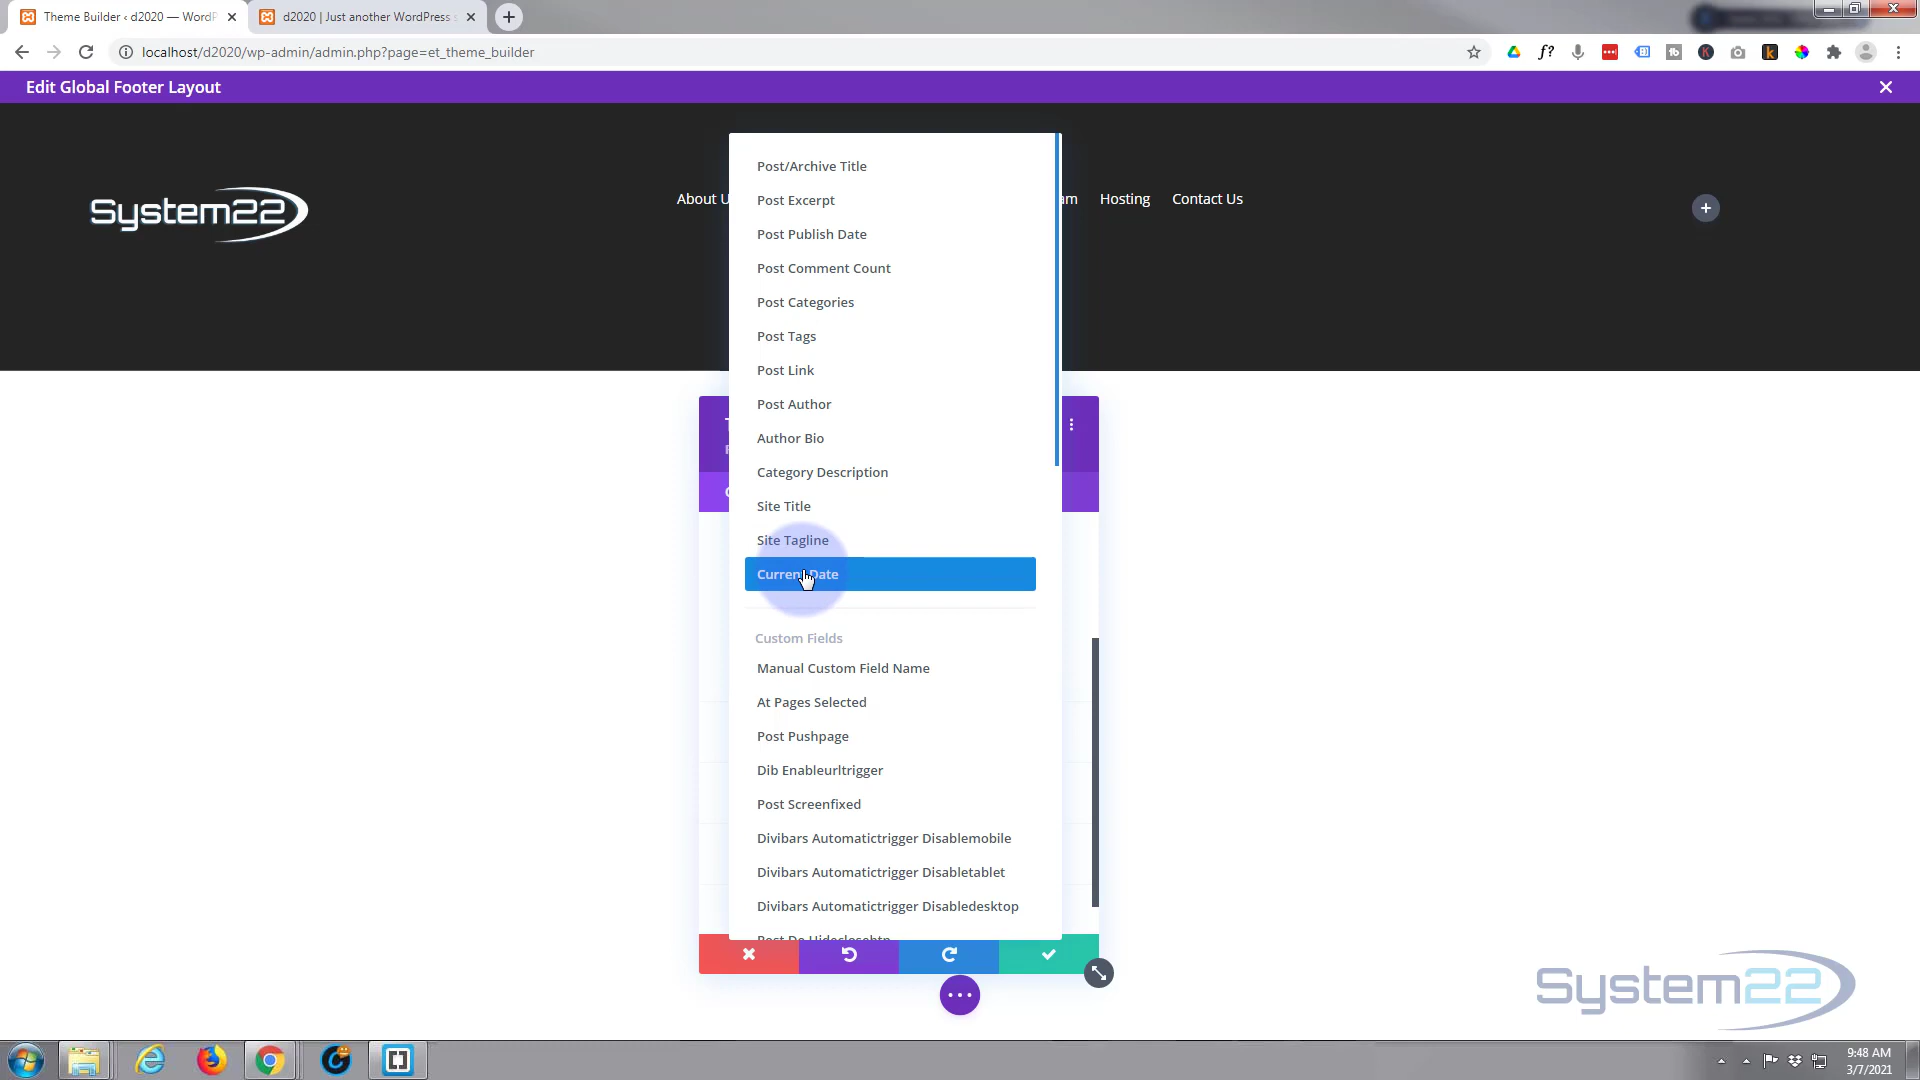 Theme Builder ‹ d2020 — WordP
d2020 | Just another WordPress s
localhost/d2020/wp-admin/admin.php?page=et_theme_builder
Edit Global Footer Layout
System22
About U
am
Hosting
Contact Us
Post/Archive Title
Post Excerpt
Post Publish Date
Post Comment Count
Post Categories
Post Tags
Post Link
Post Author
Author Bio
Category Description
Site Title
Site Tagline
Current Date
Custom Fields
Manual Custom Field Name
At Pages Selected
Post Pushpage
Dib Enableurltrigger
Post Screenfixed
Divibars Automatictrigger Disablemobile
Divibars Automatictrigger Disabletablet
Divibars Automatictrigger Disabledesktop
Post Do Hideclosebtn
System22
9:48 AM
3/7/2021